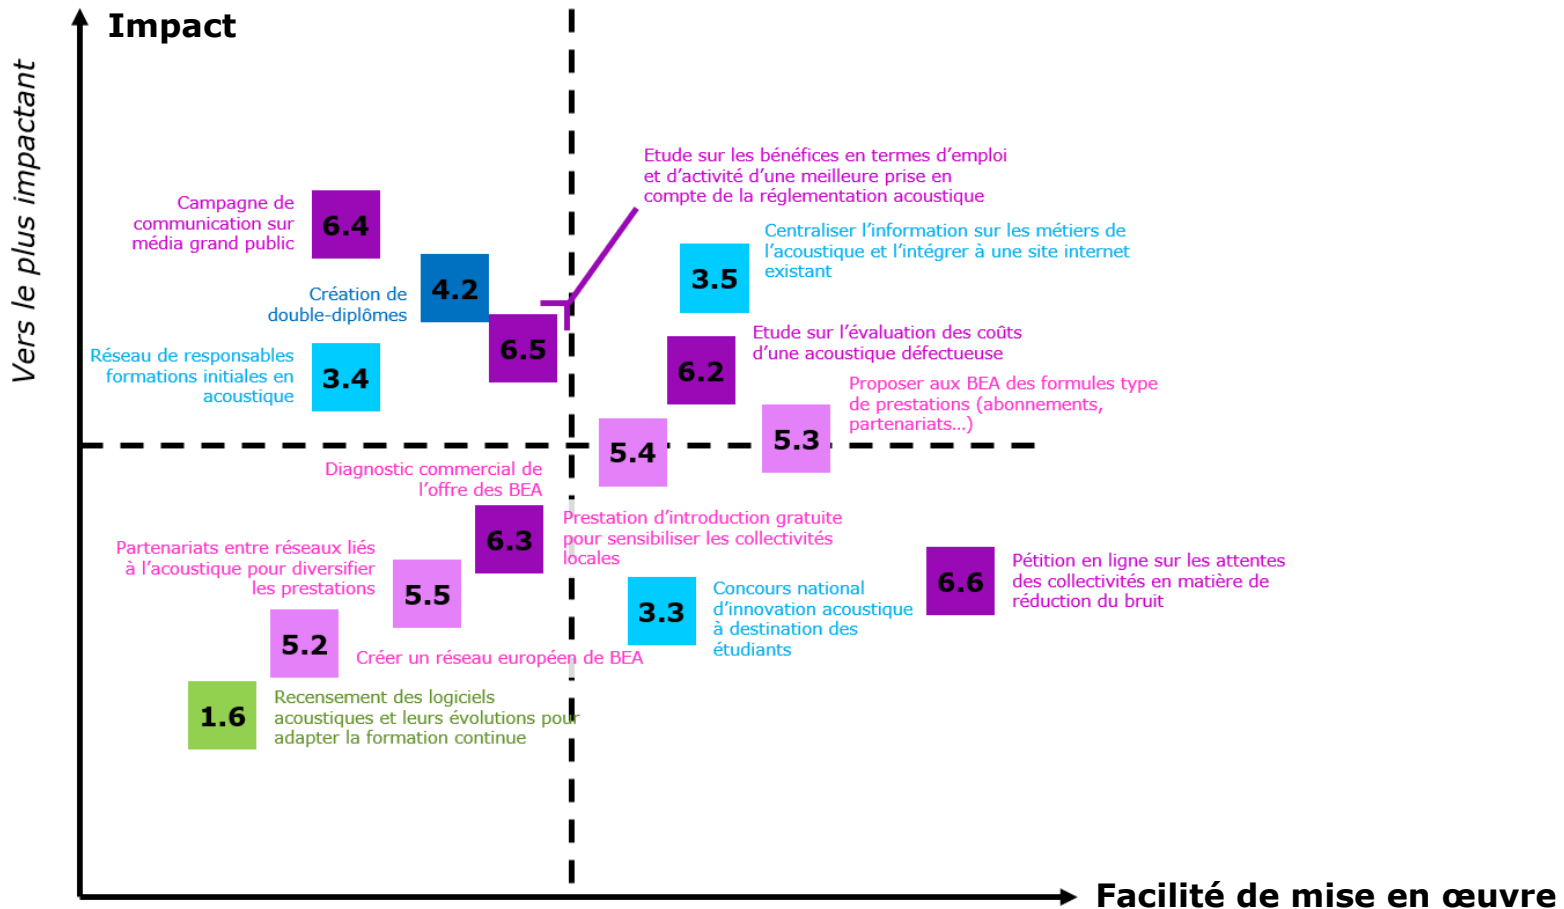 Impact
Vers le plus impactant
Etude sur les bénéfices en termes d’emploi
et d’activité d’une meilleure prise en
compte de la réglementation acoustique
Campagne de
communication sur
média grand public
6.4
Centraliser l’information sur les métiers de
l’acoustique et l’intégrer à une site internet
existant
3.5
4.2
Création de
double-diplômes
6.5
Etude sur l’évaluation des coûts
d’une acoustique défectueuse
6.2
Réseau de responsables
formations initiales en
acoustique
3.4
Proposer aux BEA des formules type
de prestations (abonnements,
partenariats…)
5.3
5.4
Diagnostic commercial de
l’offre des BEA
6.3
Prestation d’introduction gratuite
pour sensibiliser les collectivités
locales
Partenariats entre réseaux liés
à l’acoustique pour diversifier
les prestations
5.5
6.6
Pétition en ligne sur les attentes
des collectivités en matière de
réduction du bruit
3.3
Concours national
d’innovation acoustique
à destination des
étudiants
5.2
Créer un réseau européen de BEA
1.6
Recensement des logiciels
acoustiques et leurs évolutions pour
adapter la formation continue
Facilité de mise en œuvre